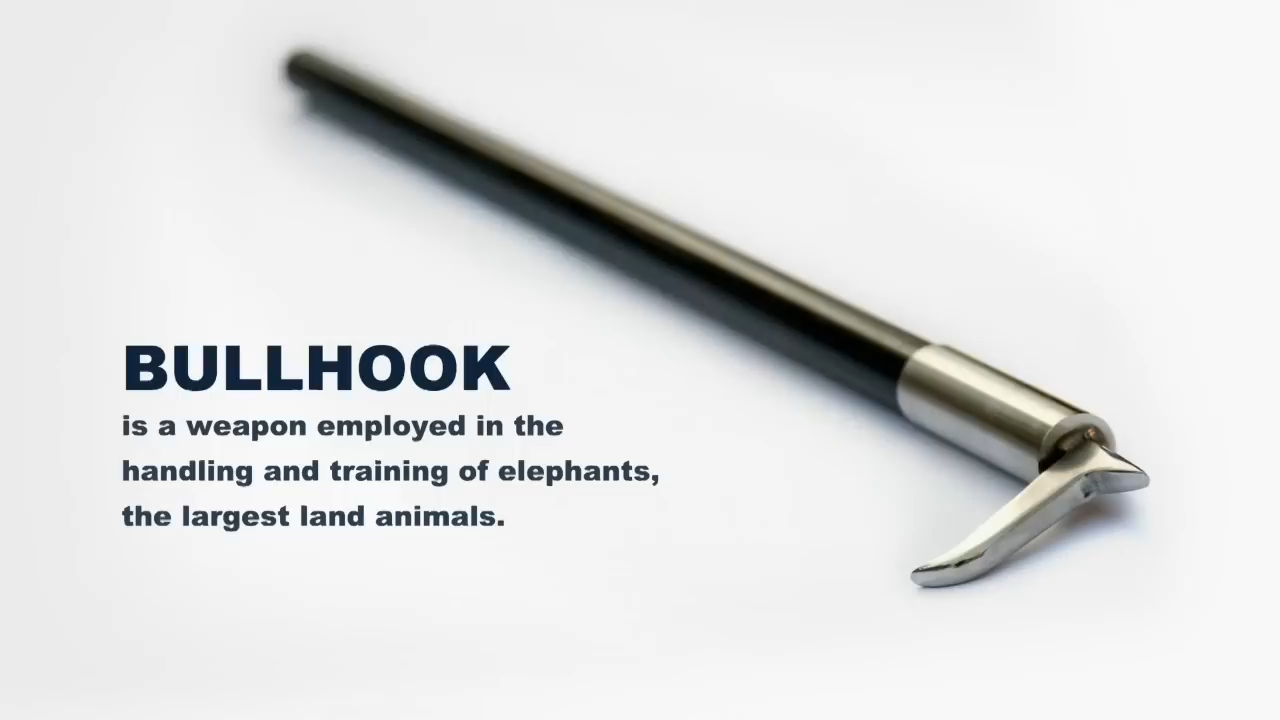 BULLHOOK
is a weapon employed in the
handling and training of elephants,
the largest land animals.